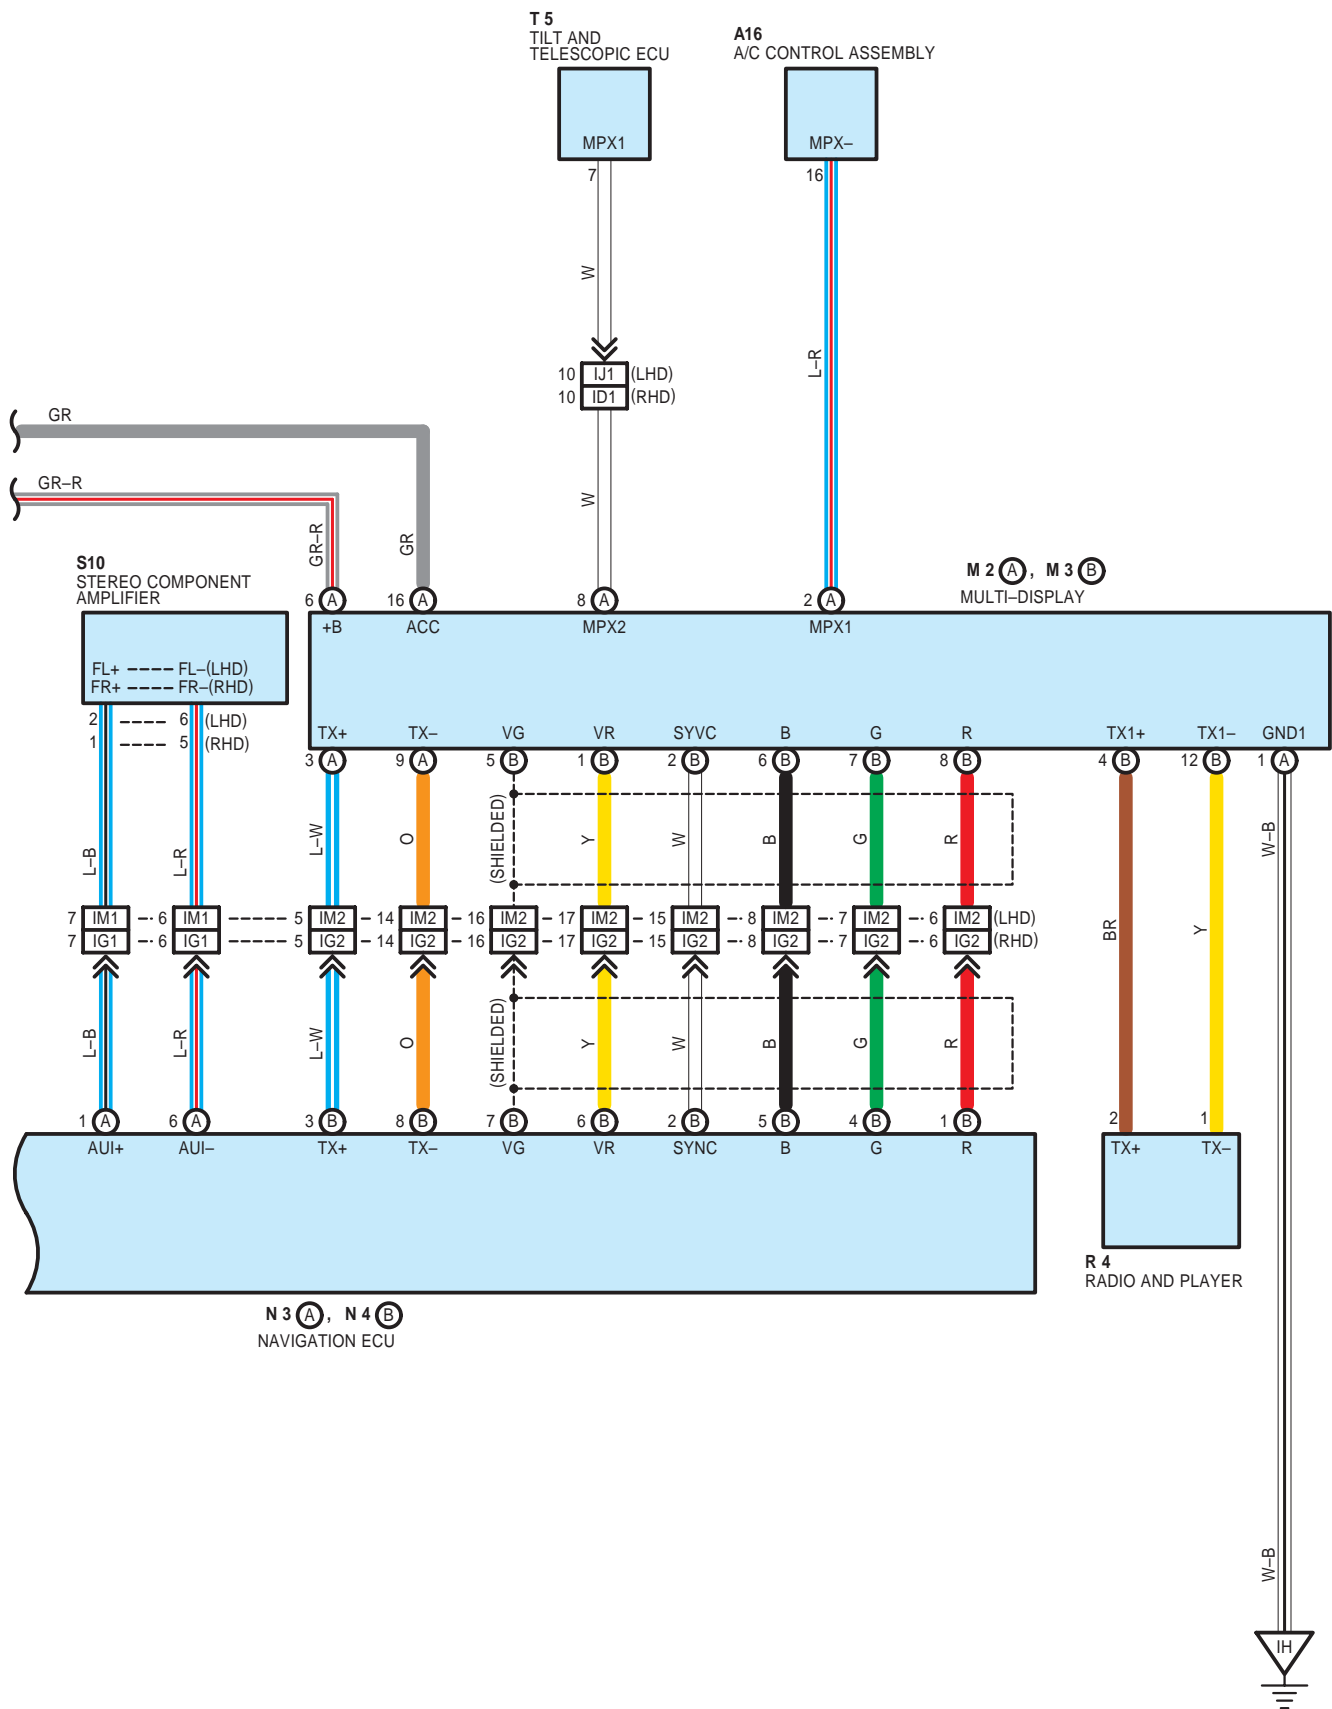 T 5
TILT AND
TELESCOPIC ECU
A16
A/C CONTROL ASSEMBLY
MPX1
MPX–
7
16
W
L–R
10 IJ1 (LHD)
10 ID1 (RHD)
GR
GR–R
W
GR–R
GR
S10
STEREO COMPONENT
AMPLIFIER
M 2 A , M 3 B
MULTI–DISPLAY
6 A
16 A
8 A
2 A
+B
ACC
MPX2
MPX1
FL+ FL–(LHD)
FR+ FR–(RHD)
2 6 (LHD)
1 5 (RHD)
TX+
TX–
VG
VR
SYVC
B
G
R
TX1+
TX1–
GND1
3 A
9 A
5 B
1 B
2 B
6 B
7 B
8 B
4 B
12 B
1 A
L–B
L–R
L–W
O
(SHIELDED)
Y
W
B
G
R
W–B
7 IM1 6 IM1 5 IM2 14 IM2 16 IM2 17 IM2 15 IM2 8 IM2 7 IM2 6 IM2 (LHD)
7 IG1 6 IG1 5 IG2 14 IG2 16 IG2 17 IG2 15 IG2 8 IG2 7 IG2 6 IG2 (RHD)
BR
Y
L–B
L–R
L–W
O
(SHIELDED)
Y
W
B
G
R
1 A
6 A
3 B
8 B
7 B
6 B
2 B
5 B
4 B
1 B
2
1
AUI+
AUI–
TX+
TX–
VG
VR
SYNC
B
G
R
TX+
TX–
R 4
RADIO AND PLAYER
N 3 A , N 4 B
NAVIGATION ECU
W–B
IH